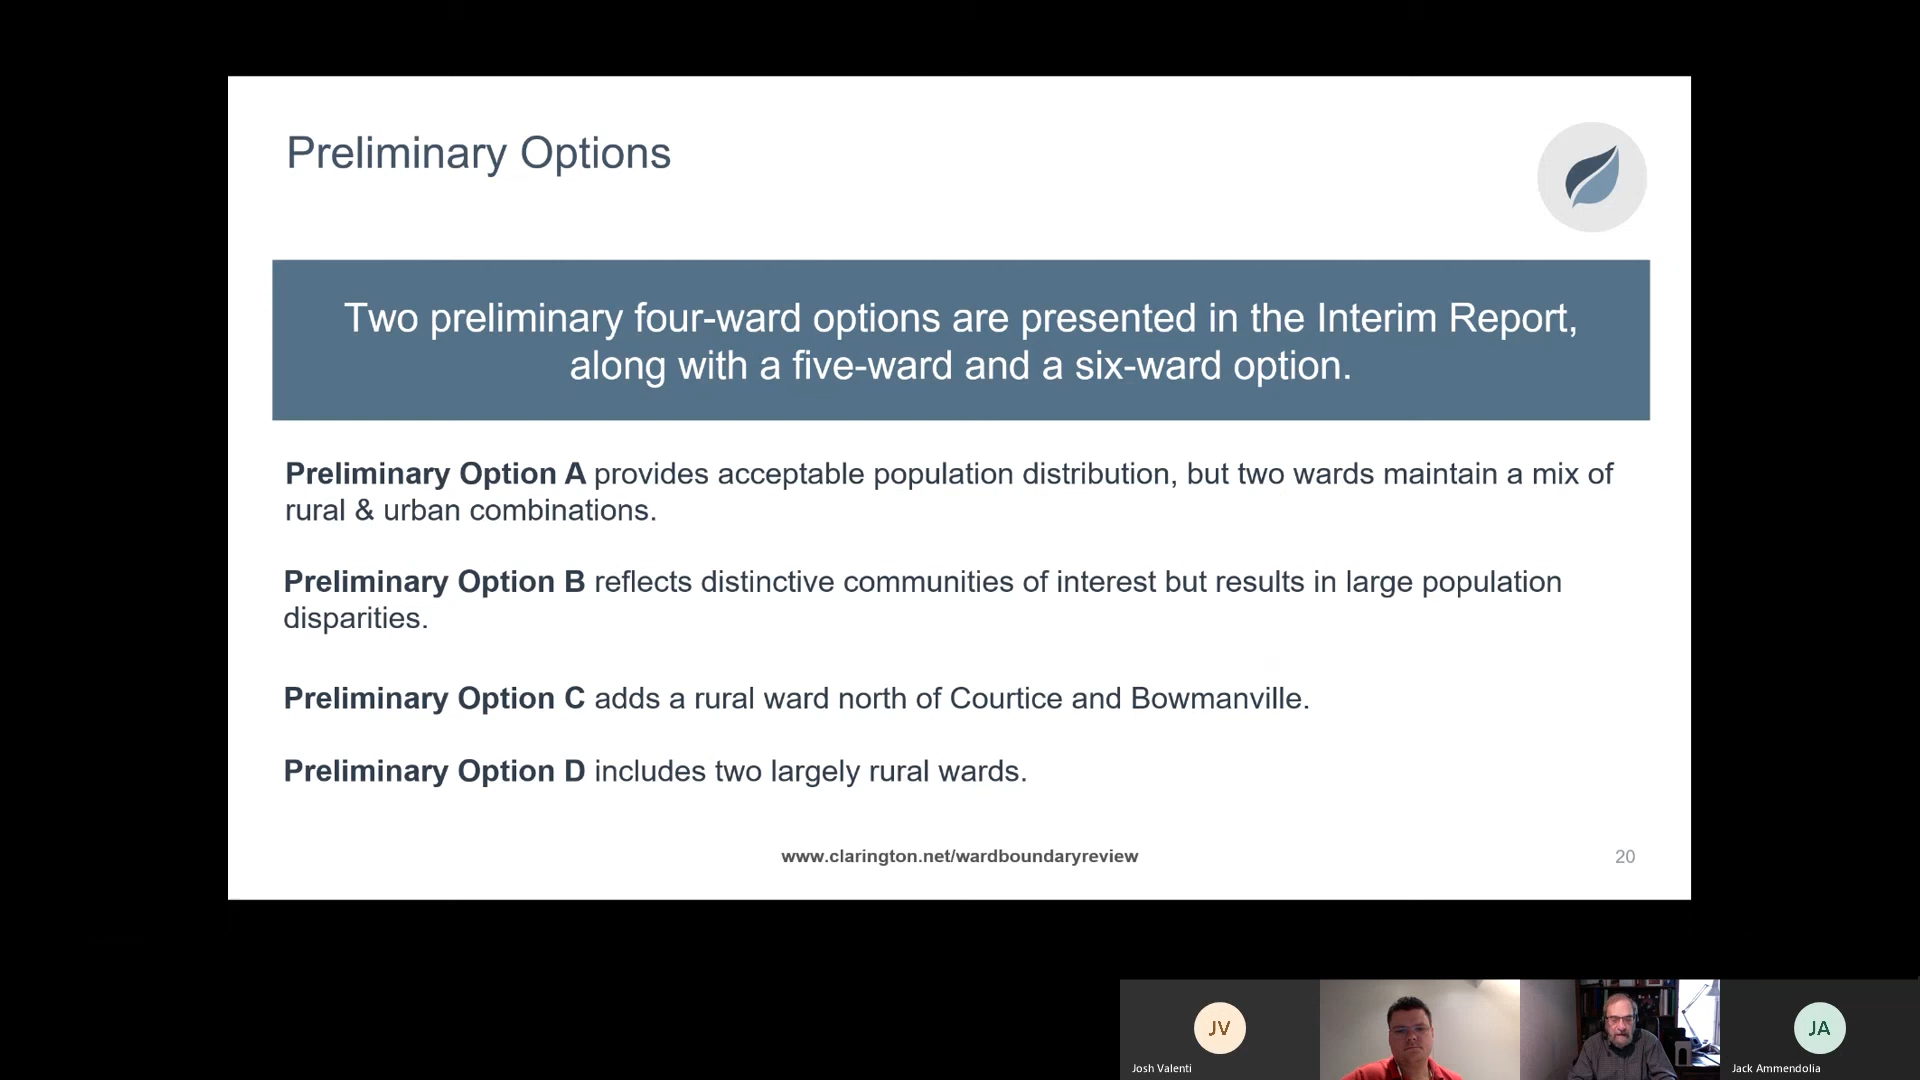 Preliminary Options
Two preliminary four-ward options are presented in the Interim Report,
along with a five-ward and a six-ward option.
Preliminary Option A provides acceptable population distribution, but two wards maintain a mix of
rural & urban combinations.
Preliminary Option B reflects distinctive communities of interest but results in large population
disparities.
Preliminary Option C adds a rural ward north of Courtice and Bowmanville.
Preliminary Option D includes two largely rural wards.
www.clarington.net/wardboundaryreview
20
JV
JA
Josh Valenti
Jack Ammendolia